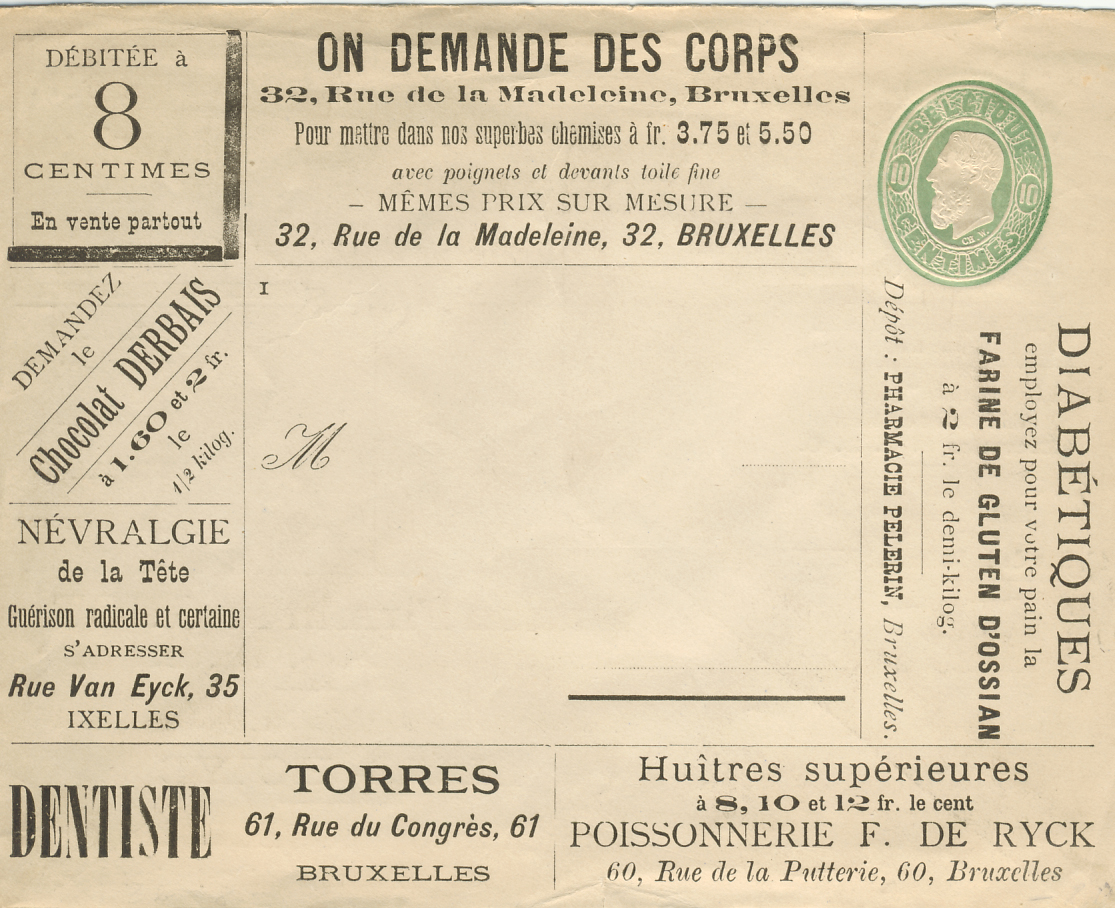 DÉBITÉE à
8
CENTIMES
En vente partout
ON DEMANDE DES CORPS
32, Rue de la Madeleine, Bruxelles
Pour mettre dans nos superbes chemises à fr. 3.75 et 5.50
avec poignets et devants toile fine
— MÊMES PRIX SUR MESURE —
32, Rue de la Madeleine, 32, BRUXELLES
BELGIQUE
10 10
CENTIMES
CH. W.
DEMANDEZ
le
Chocolat DERBAIS
à 1.60 et 2 fr.
le
1/2 kilog.
NÉVRALGIE
de la Tête
Guérison radicale et certaine
S'ADRESSER
Rue Van Eyck, 35
IXELLES
I
M
DIABÉTIQUES
employez pour votre pain la
FARINE DE GLUTEN D'OSSIAN
à 2 fr. le demi-kilog.
Dépôt : PHARMACIE PELERIN, Bruxelles.
DENTISTE
TORRES
61, Rue du Congrès, 61
BRUXELLES
Huîtres supérieures
à 8, 10 et 12 fr. le cent
POISSONNERIE F. DE RYCK
60, Rue de la Putterie, 60, Bruxelles